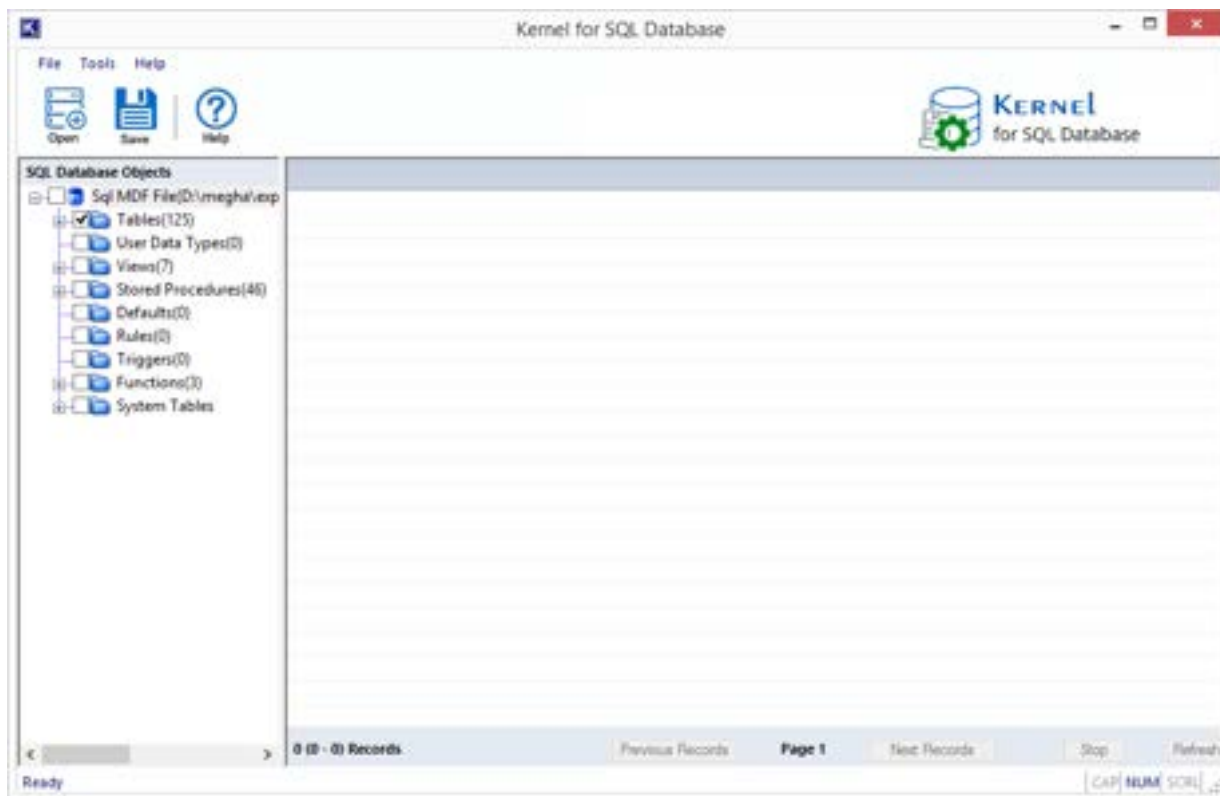 Kernel for SQL Database
File Tools Help
Open Save Help
KERNEL
for SQL Database
SQL Database Objects
Sql MDF File(D:\megha\exp
Tables(125)
User Data Types(0)
Views(7)
Stored Procedures(46)
Defaults(0)
Rules(0)
Triggers(0)
Functions(3)
System Tables
0 (0 - 0) Records Previous Records Page 1 Next Records Stop Refresh
Ready CAP NUM SCRL